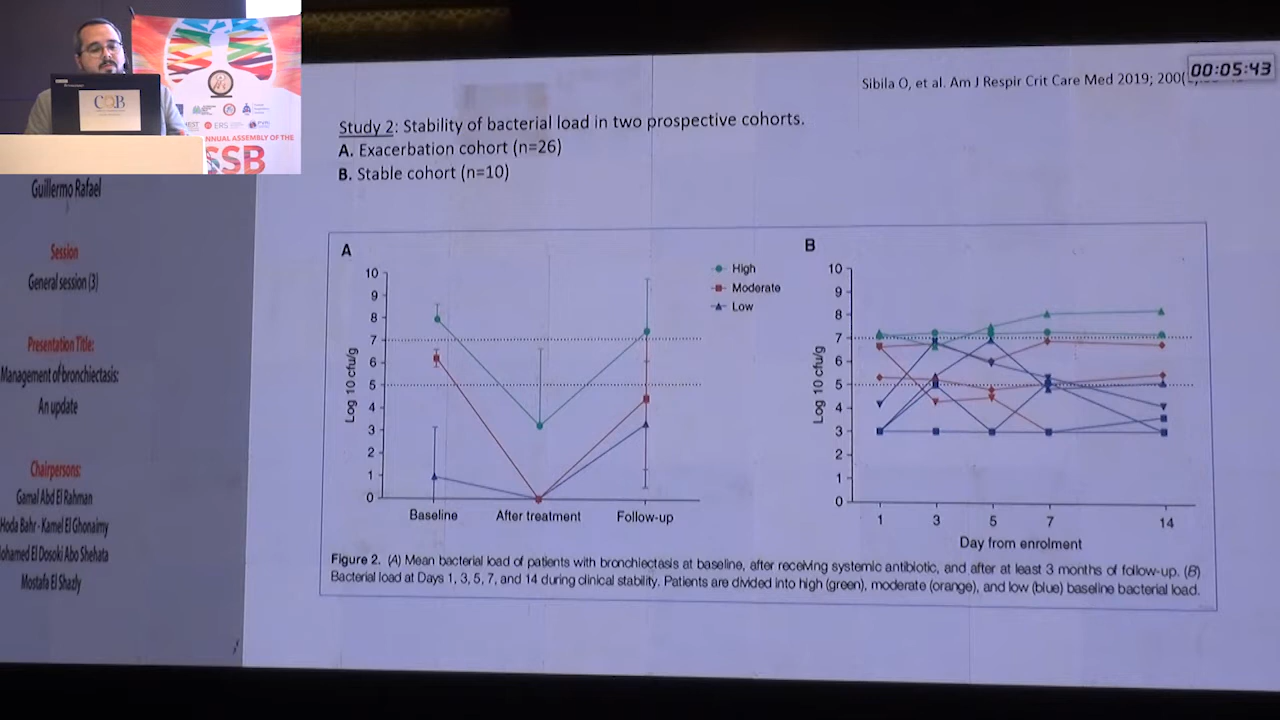 COB
ERS
ANNUAL ASSEMBLY OF THE
SSB
Guillermo Rafael
Session
General session (3)
Presentation Title:
Management of bronchiectasis:
An update
Chairpersons:
Gamal Abd El Rahman
Hoda Bahr - Kamel El Ghonaimy
Mohamed El Dosoki Abo Shehata
Mostafa El Shazly
Sibila O, et al. Am J Respir Crit Care Med 2019; 200(
00:05:43
Study 2: Stability of bacterial load in two prospective cohorts.
A. Exacerbation cohort (n=26)
B. Stable cohort (n=10)
A
10
9
8
7
6
5
4
3
2
1
0
Log 10 cfu/g
Baseline After treatment Follow-up
High
Moderate
Low
B
10
9
8
7
6
5
4
3
2
1
0
Log 10 cfu/g
1 3 5 7 14
Day from enrolment
Figure 2. (A) Mean bacterial load of patients with bronchiectasis at baseline, after receiving systemic antibiotic, and after at least 3 months of follow-up. (B)
Bacterial load at Days 1, 3, 5, 7, and 14 during clinical stability. Patients are divided into high (green), moderate (orange), and low (blue) baseline bacterial load.